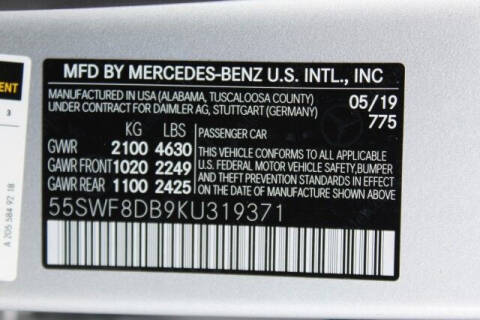 MFD BY MERCEDES-BENZ U.S. INTL., INC
MANUFACTURED IN USA (ALABAMA, TUSCALOOSA COUNTY)
UNDER CONTRACT FOR DAIMLER AG, STUTTGART (GERMANY)
05/19
775
KG LBS
GVWR 2100 4630
GAWR FRONT 1020 2249
GAWR REAR 1100 2425
PASSENGER CAR
THIS VEHICLE CONFORMS TO ALL APPLICABLE
U.S. FEDERAL MOTOR VEHICLE SAFETY,BUMPER
AND THEFT PREVENTION STANDARDS IN EFFECT
ON THE DATE OF MANUFACTURE SHOWN ABOVE.
55SWF8DB9KU319371
3
A 205 584 92 18